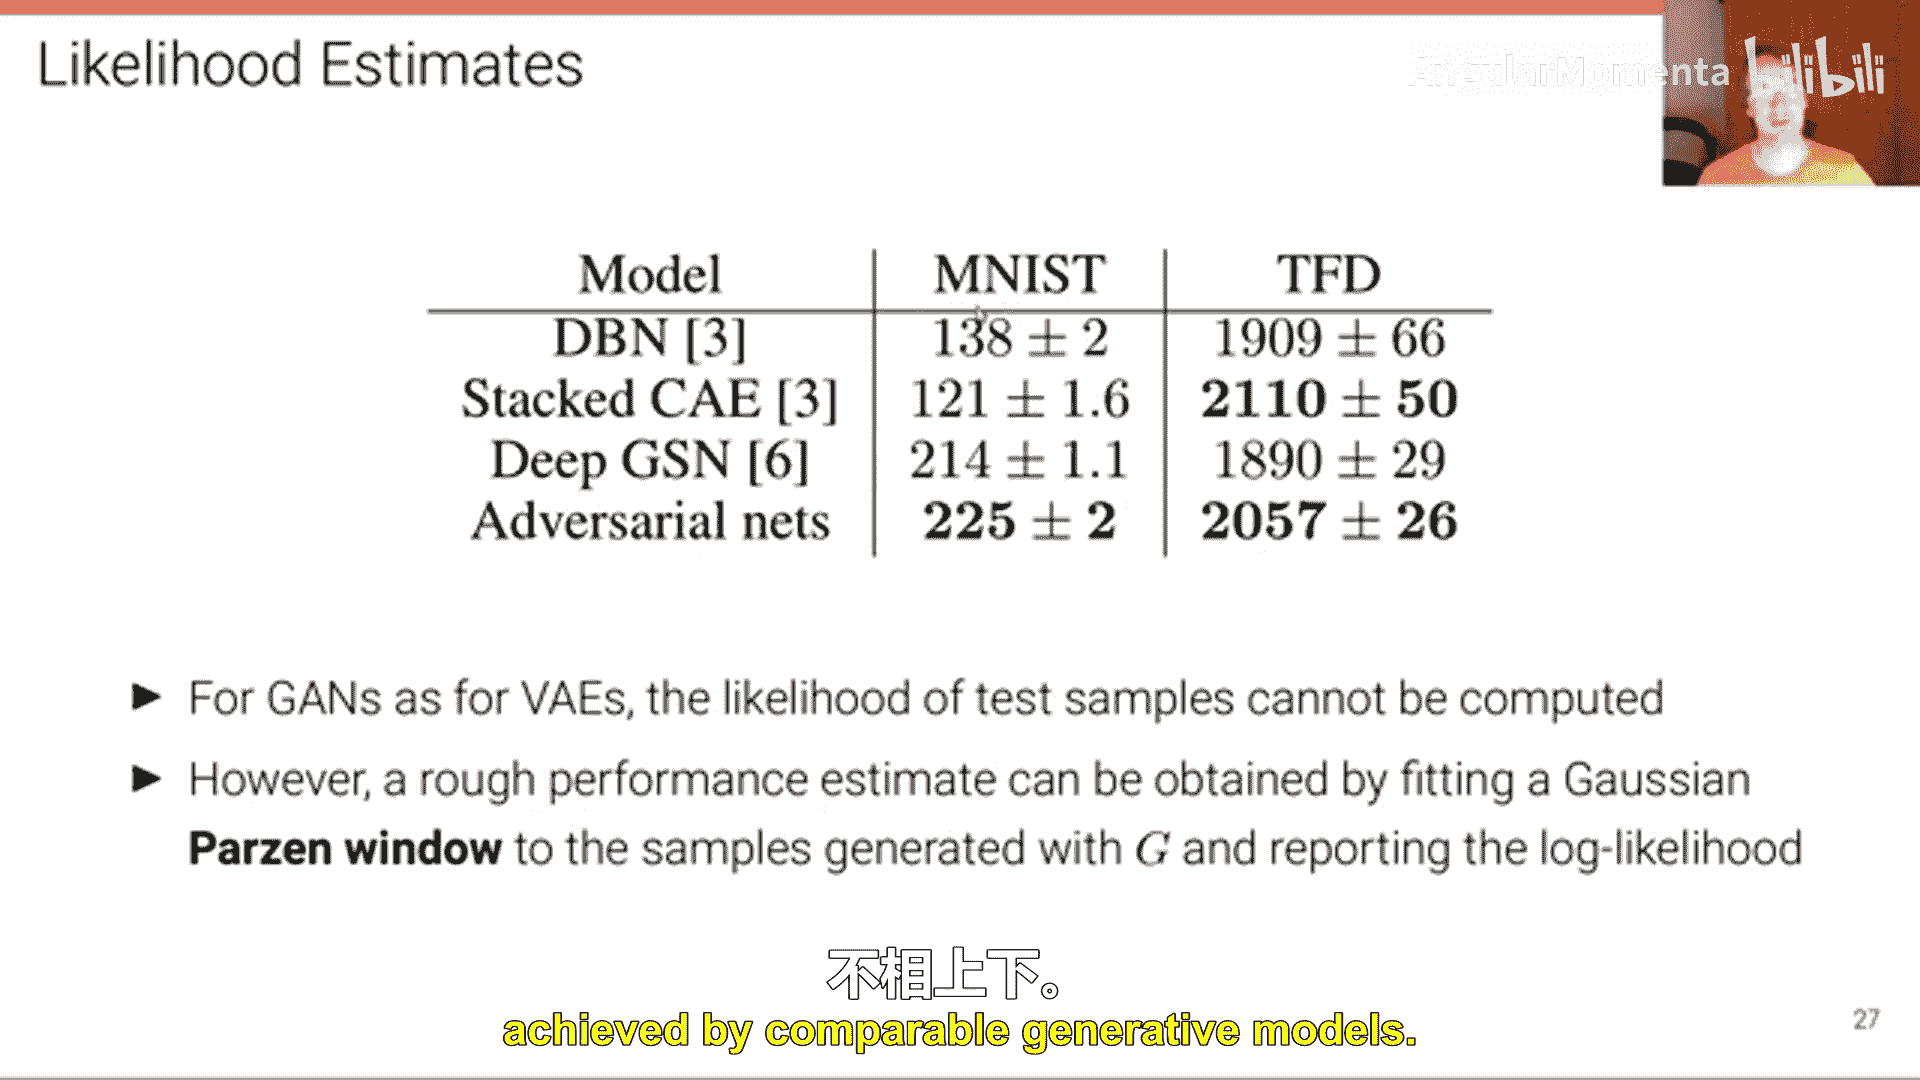 Likelihood Estimates
AngularMomenta bilibili
Model MNIST TFD
DBN [3] 138 ± 2 1909 ± 66
Stacked CAE [3] 121 ± 1.6 2110 ± 50
Deep GSN [6] 214 ± 1.1 1890 ± 29
Adversarial nets 225 ± 2 2057 ± 26
► For GANs as for VAEs, the likelihood of test samples cannot be computed
► However, a rough performance estimate can be obtained by fitting a Gaussian
Parzen window to the samples generated with G and reporting the log-likelihood
不相上下。
achieved by comparable generative models.
27